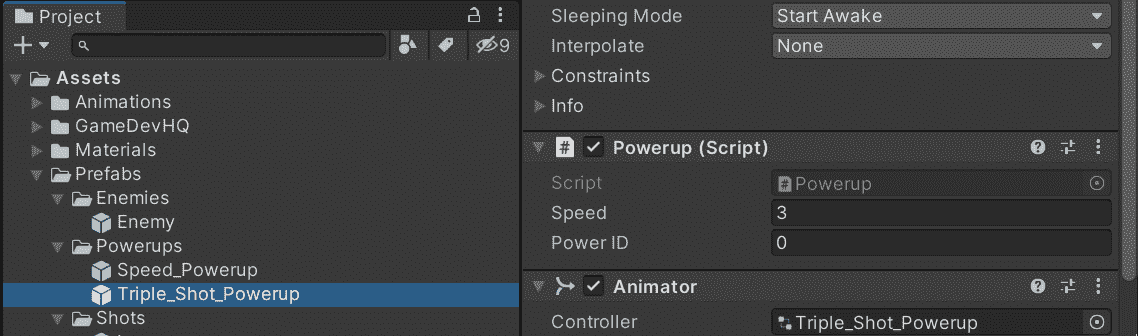 Project
9
Assets
Animations
GameDevHQ
Materials
Prefabs
Enemies
Enemy
Powerups
Speed_Powerup
Triple_Shot_Powerup
Shots
Sleeping Mode Start Awake
Interpolate None
Constraints
Info
# Powerup (Script)
Script # Powerup
Speed 3
Power ID 0
Animator
Controller Triple_Shot_Powerup